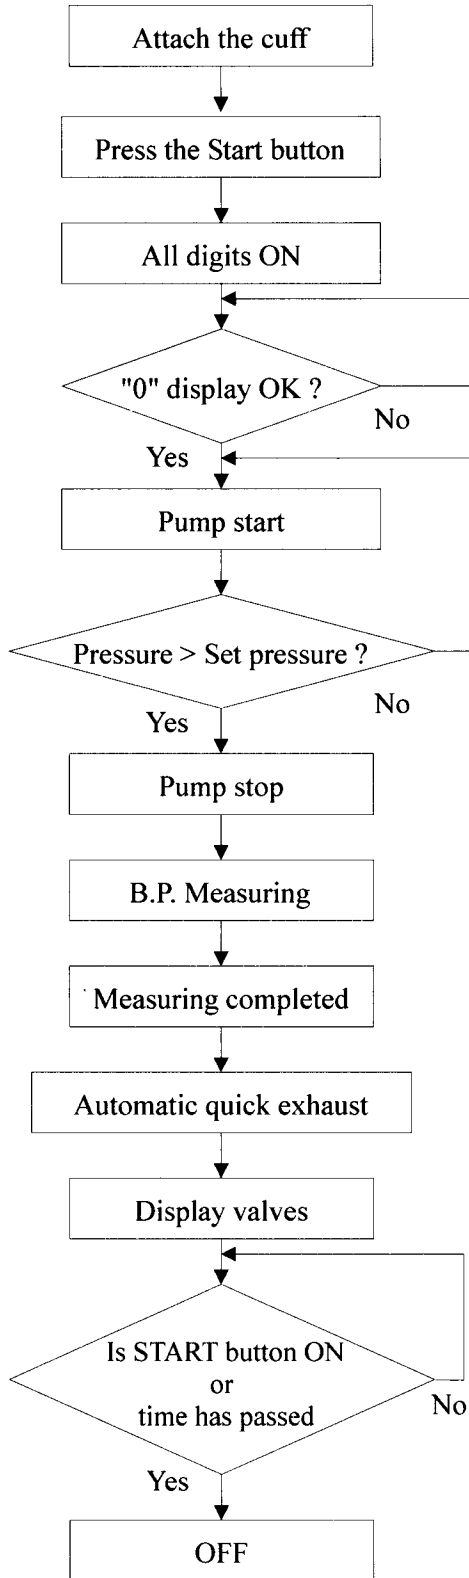 Attach the cuff
Press the Start button
All digits ON
"0" display OK ?
No
Yes
Pump start
Pressure > Set pressure ?
No
Yes
Pump stop
B.P. Measuring
Measuring completed
Automatic quick exhaust
Display valves
Is START button ON
or
time has passed
No
Yes
OFF